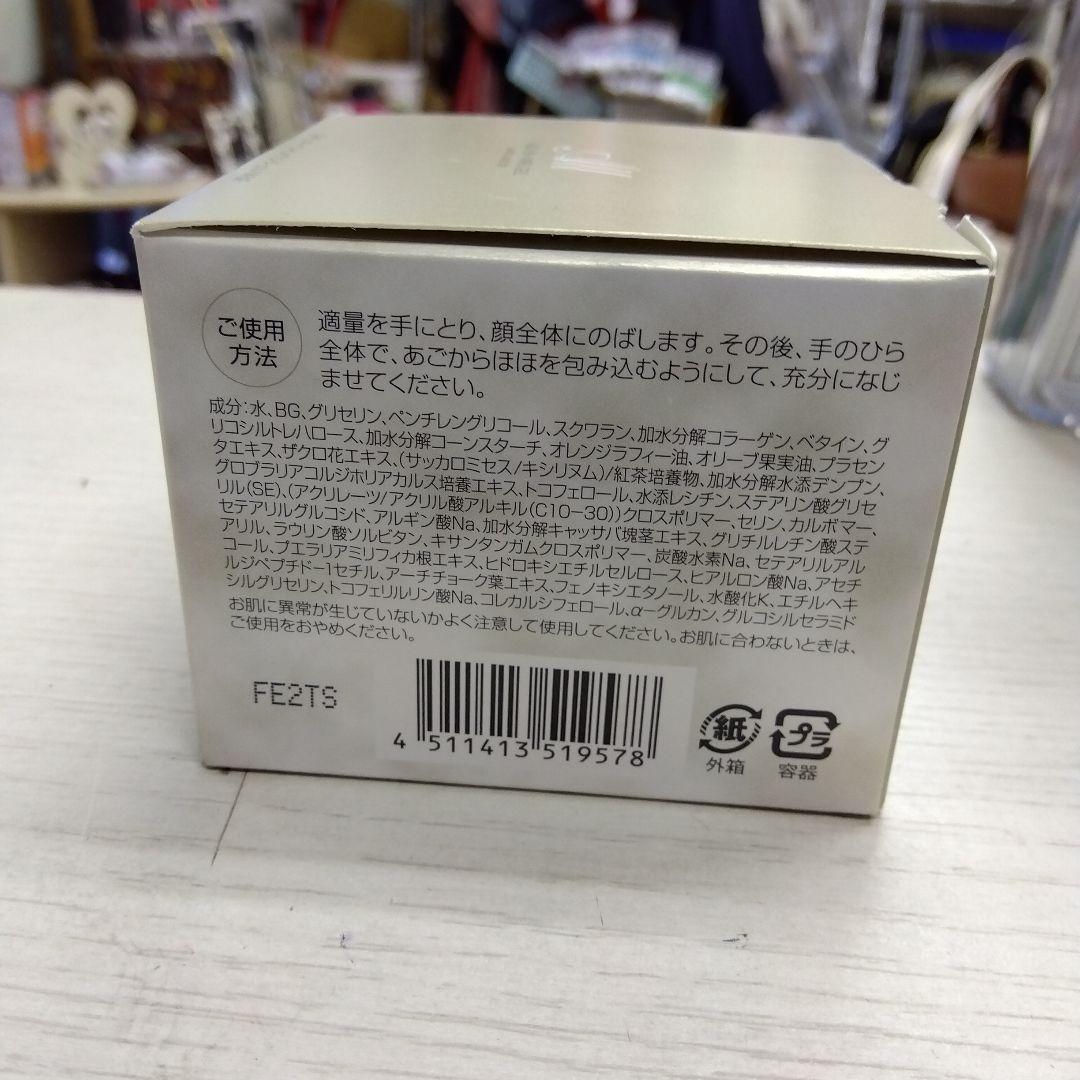 ご使用
方法
適量を手にとり、顔全体にのばします。その後、手のひら
全体で、あごからほほを包み込むようにして、充分になじ
ませてください。
成分：水、BG、グリセリン、ペンチレングリコール、スクワラン、加水分解コラーゲン、ベタイン、グ
リコシルトレハロース、加水分解コーンスターチ、オレンジラフィー油、オリーブ果実油、プラセン
タエキス、ザクロ花エキス、(サッカロミセス/キシリヌム)/紅茶培養物、加水分解水添デンプン、
グロブラリアコルジホリアカルス培養エキス、トコフェロール、水添レシチン、ステアリン酸グリセ
リル(SE)、(アクリレーツ/アクリル酸アルキル(C10−30))クロスポリマー、セリン、カルボマー、
セテアリルグルコシド、アルギン酸Na、加水分解キャッサバ塊茎エキス、グリチルレチン酸ステ
アリル、ラウリン酸ソルビタン、キサンタンガムクロスポリマー、炭酸水素Na、セテアリルアル
コール、プエラリアミリフィカ根エキス、ヒドロキシエチルセルロース、ヒアルロン酸Na、アセチ
ルジペプチド−1セチル、アーチチョーク葉エキス、フェノキシエタノール、水酸化K、エチルヘキ
シルグリセリン、トコフェリルリン酸Na、コレカルシフェロール、α−グルカン、グルコシルセラミド
お肌に異常が生じていないかよく注意して使用してください。お肌に合わないときは、
ご使用をおやめください。
FE2TS
4 511413 519578
紙
外箱
プラ
容器